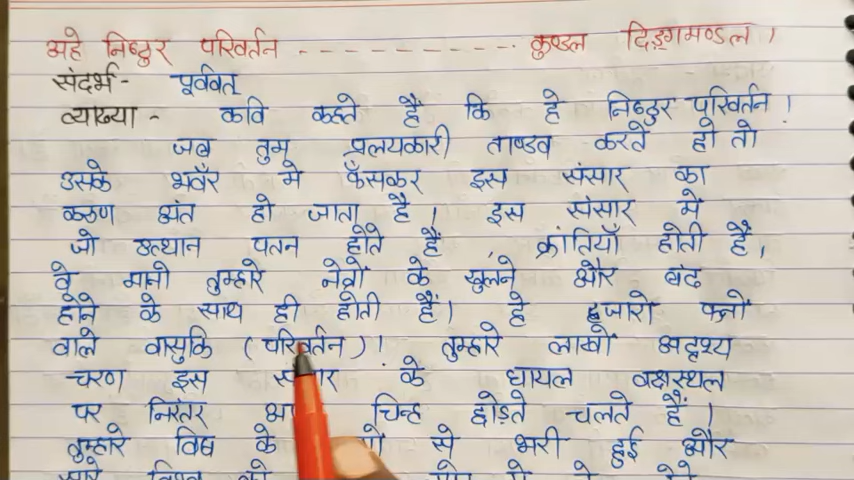 अहे निष्ठुर परिवर्तन - - - - - - - - - - कुण्डल दिङ्गमण्डल ।
संदर्भ- पूर्ववत्
व्याख्या - कवि कहते है कि हे निष्ठुर परिवर्तन !
जब तुम प्रलयकारी ताण्डव करते हो तो
उसके भवँर मे फँसकर इस संसार का
करुण अंत हो जाता है । इस संसार में
जो उत्थान पतन होते हैं , क्रांतियाँ होती हैं,
वे मानो तुम्हारे नेत्रों के खुलने और बंद
होने के साथ ही होती हैं। हे हजारो फनों
वाले वासुकि (परिवर्तन)! तुम्हारे लाखों अदृश्य
चरण इस के घायल वक्षस्थल
पर निरंतर चिन्ह छोड़ते चलते हैं ।
तुम्हारे विष के से भरी हुई और